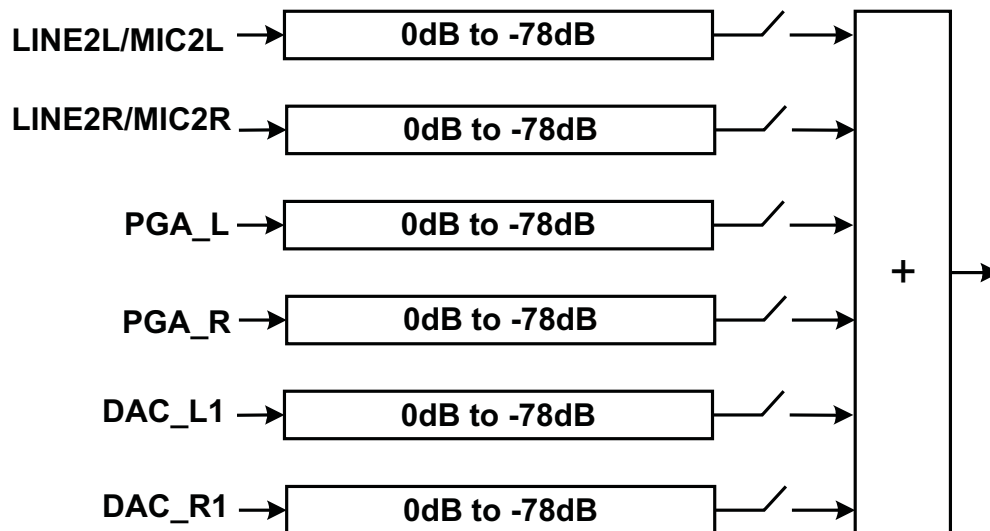 LINE2L/MIC2L 0dB to -78dB
LINE2R/MIC2R 0dB to -78dB
PGA_L 0dB to -78dB
+
PGA_R 0dB to -78dB
DAC_L1 0dB to -78dB
DAC_R1 0dB to -78dB